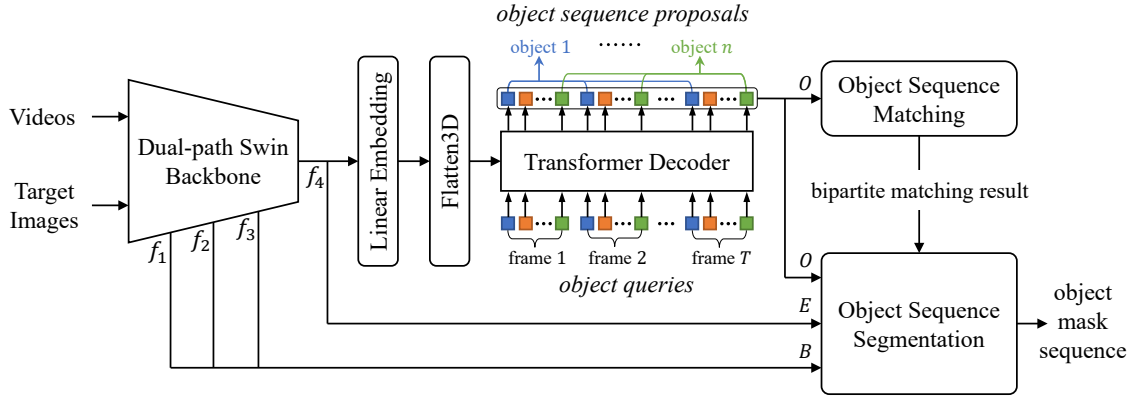 object sequence proposals
object 1 ...... object n
Videos
Target
Images
Dual-path Swin
Backbone
f₁
f₂
f₃
f₄
Linear Embedding
Flatten3D
Transformer Decoder
... ... ... ... ...
... ... ... ... ...
frame 1 frame 2 frame T
object queries
O
Object Sequence
Matching
bipartite matching result
O
E
B
Object Sequence
Segmentation
object
mask
sequence